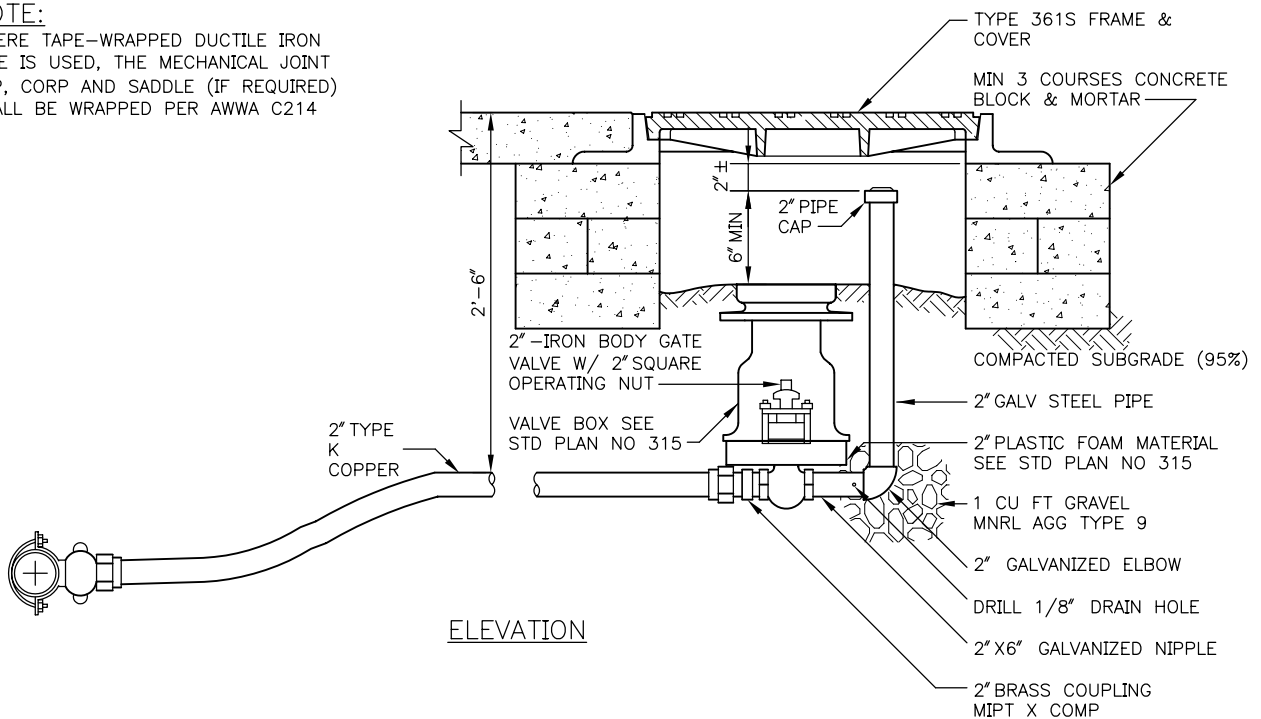 OTE:
ERE TAPE-WRAPPED DUCTILE IRON
E IS USED, THE MECHANICAL JOINT
P, CORP AND SADDLE (IF REQUIRED)
ALL BE WRAPPED PER AWWA C214
TYPE 361S FRAME &
COVER
MIN 3 COURSES CONCRETE
BLOCK & MORTAR
2" ±
2" PIPE
CAP
6" MIN
2'-6"
2"-IRON BODY GATE
VALVE W/ 2" SQUARE
OPERATING NUT
COMPACTED SUBGRADE (95%)
2" GALV STEEL PIPE
VALVE BOX SEE
STD PLAN NO 315
2" TYPE
K
COPPER
2" PLASTIC FOAM MATERIAL
SEE STD PLAN NO 315
1 CU FT GRAVEL
MNRL AGG TYPE 9
2" GALVANIZED ELBOW
DRILL 1/8" DRAIN HOLE
ELEVATION
2"X6" GALVANIZED NIPPLE
2" BRASS COUPLING
MIPT X COMP